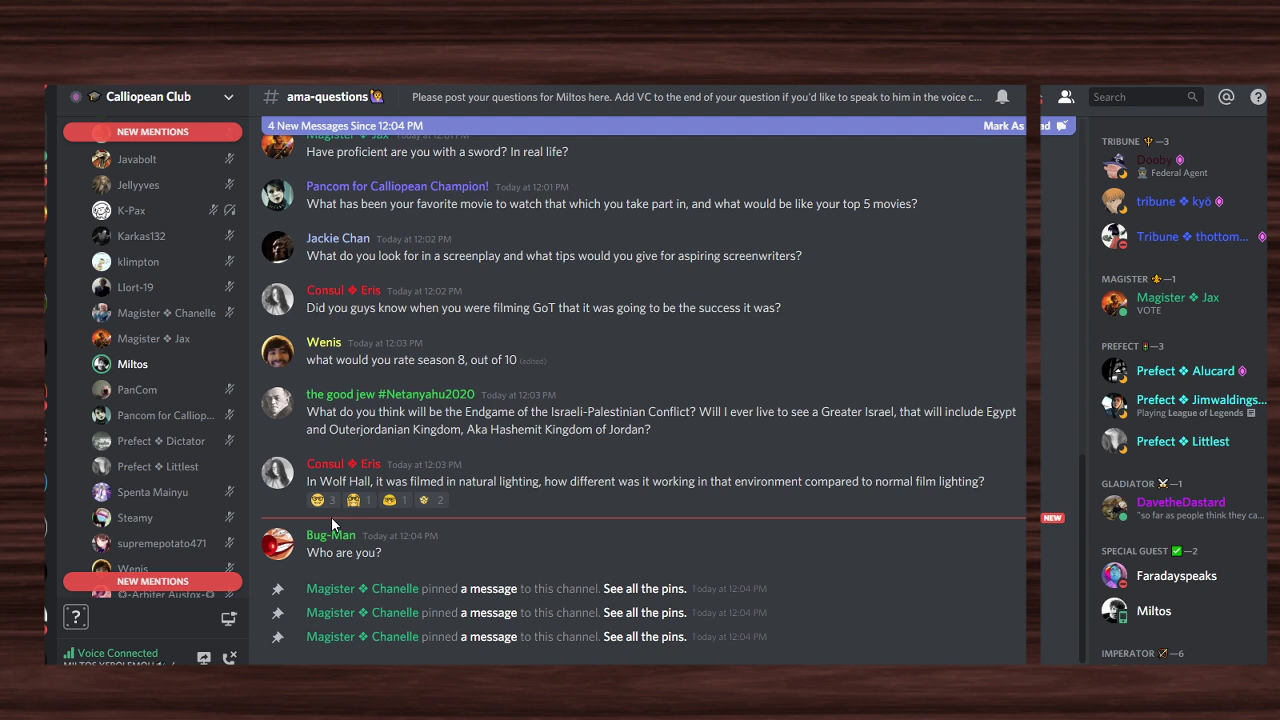 Calliopean Club
NEW MENTIONS
Javabolt
Jellyyves
K-Pax
Karkas132
klimpton
Llort-19
Magister ❖ Chanelle
Magister ❖ Jax
Miltos
PanCom
Pancom for Calliop...
Prefect ❖ Dictator
Prefect ❖ Littlest
Spenta Mainyu
Steamy
supremepotato471
Wenis
NEW MENTIONS
Voice Connected
# ama-questions
Please post your questions for Miltos here. Add VC to the end of your question if you'd like to speak to him in the voice c...
4 New Messages Since 12:04 PM
Mark As
Magister ❖ Jax Today at 12:01 PM
Have proficient are you with a sword? In real life?
Pancom for Calliopean Champion! Today at 12:01 PM
What has been your favorite movie to watch that which you take part in, and what would be like your top 5 movies?
Jackie Chan Today at 12:02 PM
What do you look for in a screenplay and what tips would you give for aspiring screenwriters?
Consul ❖ Eris Today at 12:02 PM
Did you guys know when you were filming GoT that it was going to be the success it was?
Wenis Today at 12:03 PM
what would you rate season 8, out of 10 (edited)
the good jew #Netanyahu2020 Today at 12:03 PM
What do you think will be the Endgame of the Israeli-Palestinian Conflict? Will I ever live to see a Greater Israel, that will include Egypt
and Outerjordanian Kingdom, Aka Hashemit Kingdom of Jordan?
Consul ❖ Eris Today at 12:03 PM
In Wolf Hall, it was filmed in natural lighting, how different was it working in that environment compared to normal film lighting?
3 1 1 2
Bug-Man Today at 12:04 PM
Who are you?
Magister ❖ Chanelle pinned a message to this channel. See all the pins. Today at 12:04 PM
Magister ❖ Chanelle pinned a message to this channel. See all the pins. Today at 12:04 PM
Magister ❖ Chanelle pinned a message to this channel. See all the pins. Today at 12:04 PM
Search
ad
NEW
TRIBUNE —3
Dooby
Federal Agent
tribune ❖ kyō
Tribune ❖ thottom...
MAGISTER —1
Magister ❖ Jax
VOTE
PREFECT —3
Prefect ❖ Alucard
Prefect ❖ Jimwaldings...
Playing League of Legends
Prefect ❖ Littlest
GLADIATOR —1
DavetheDastard
"so far as people think they ca...
SPECIAL GUEST —2
Faradayspeaks
Miltos
IMPERATOR —6